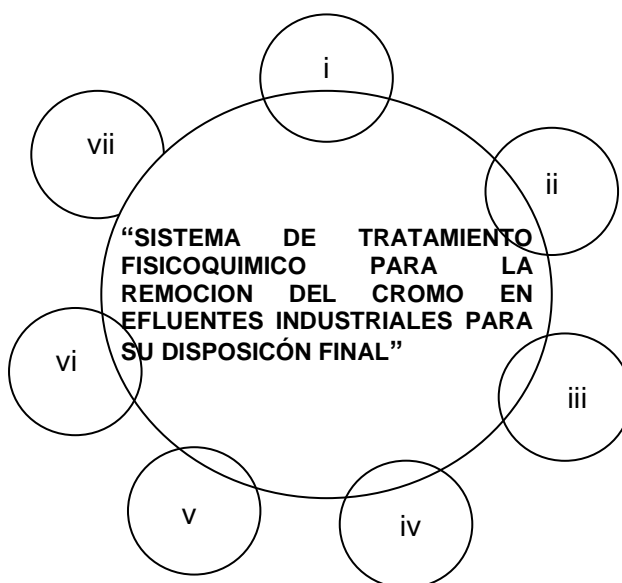 i
vii
ii
“SISTEMA DE TRATAMIENTO
FISICOQUIMICO PARA LA
REMOCION DEL CROMO EN
EFLUENTES INDUSTRIALES PARA
SU DISPOSICÓN FINAL”
vi
iii
v
iv